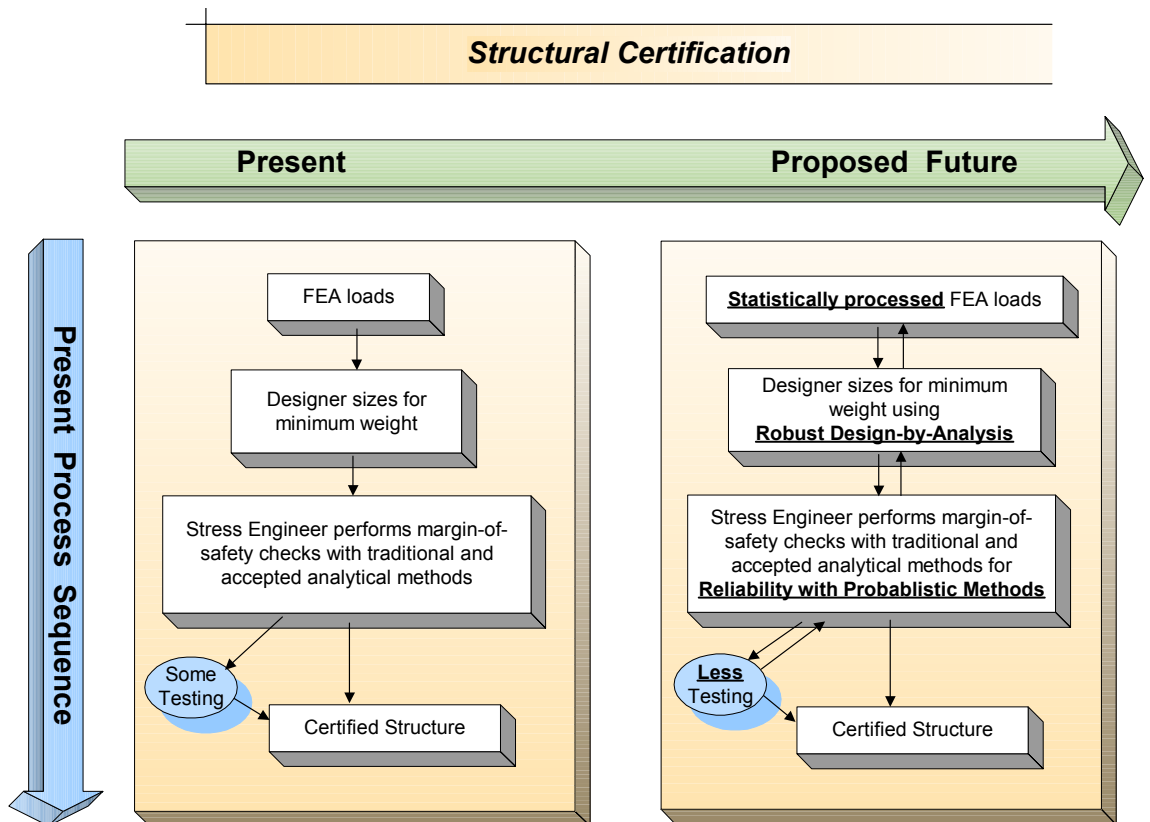 Structural Certification
Present
Proposed Future
Present Process Sequence
FEA loads
Designer sizes for
minimum weight
Stress Engineer performs margin-of-
safety checks with traditional and
accepted analytical methods
Some
Testing
Certified Structure
Statistically processed FEA loads
Designer sizes for minimum
weight using
Robust Design-by-Analysis
Stress Engineer performs margin-of-
safety checks with traditional and
accepted analytical methods for
Reliability with Probablistic Methods
Less
Testing
Certified Structure